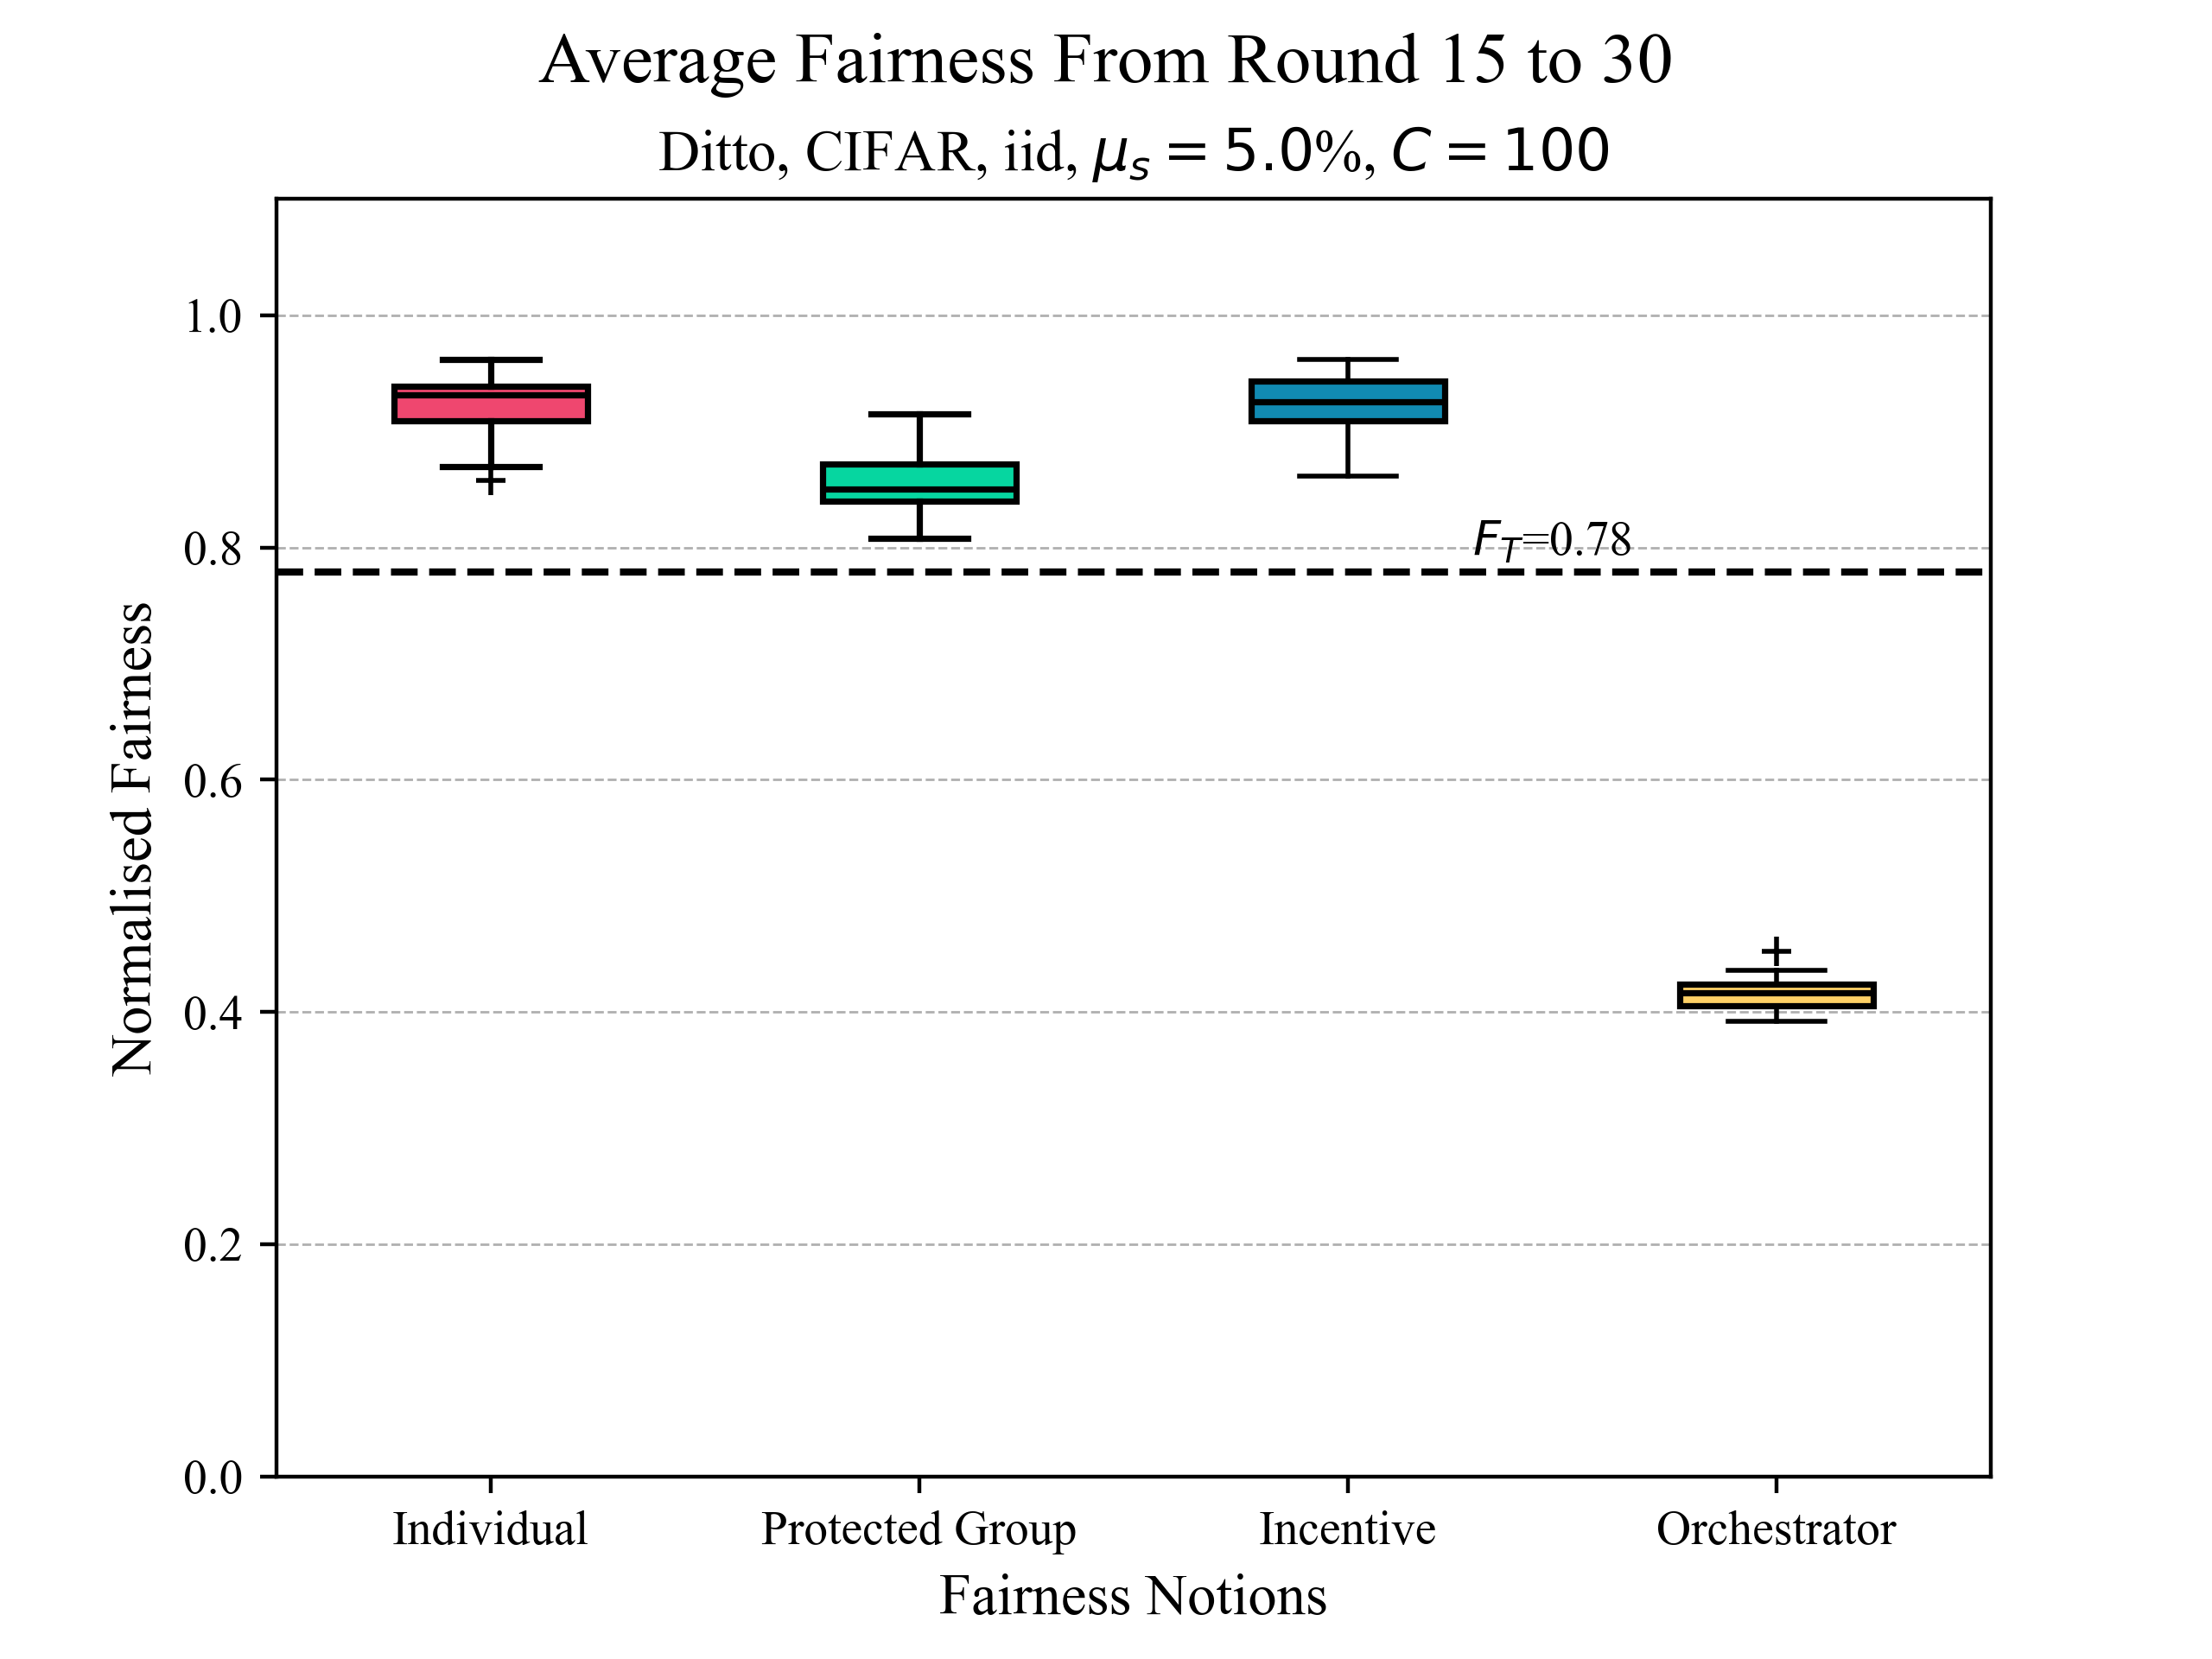 Average Fairness From Round 15 to 30
Ditto, CIFAR, iid, μₛ = 5.0%, C = 100
Normalised Fairness
1.0
0.8
0.6
0.4
0.2
0.0
F_T=0.78
Individual Protected Group Incentive Orchestrator
Fairness Notions